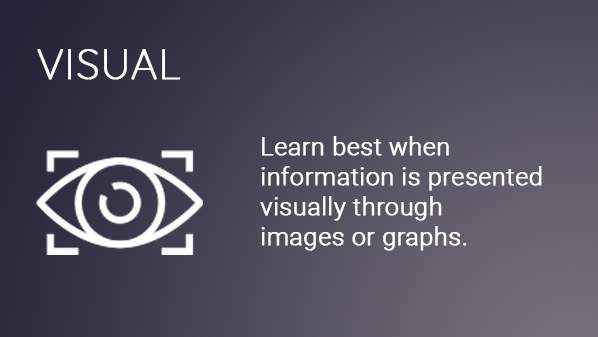 VISUAL
Learn best when
information is presented
visually through
images or graphs.